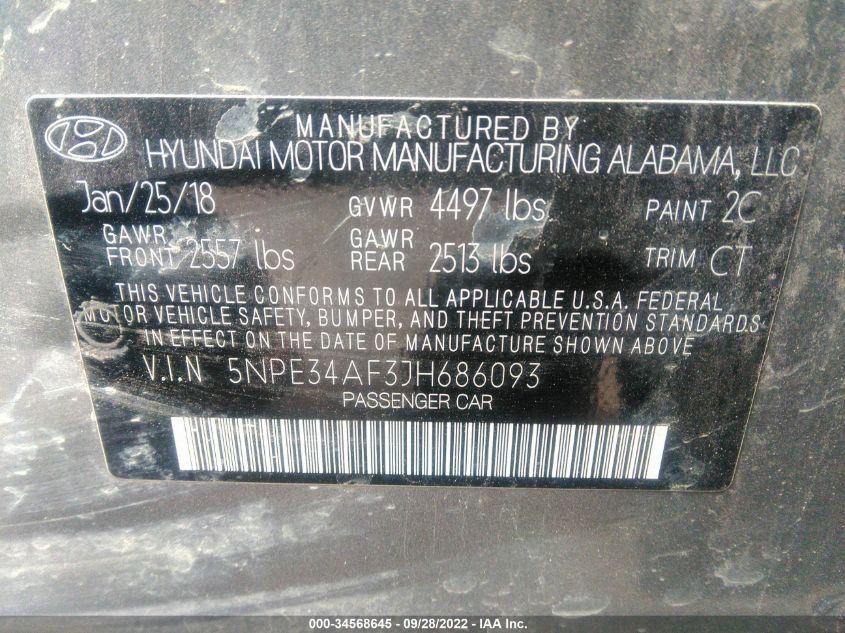 MANUFACTURED BY
HYUNDAI MOTOR MANUFACTURING ALABAMA, LLC
Jan/25/18 GVWR 4497 lbs PAINT 2C
GAWR FRONT 2557 lbs GAWR REAR 2513 lbs TRIM CT
THIS VEHICLE CONFORMS TO ALL APPLICABLE U.S.A. FEDERAL
MOTOR VEHICLE SAFETY, BUMPER, AND THEFT PREVENTION STANDARDS
IN EFFECT ON THE DATE OF MANUFACTURE SHOWN ABOVE
V.I.N 5NPE34AF3JH686093
PASSENGER CAR
000-34568645 - 09/28/2022 - IAA Inc.